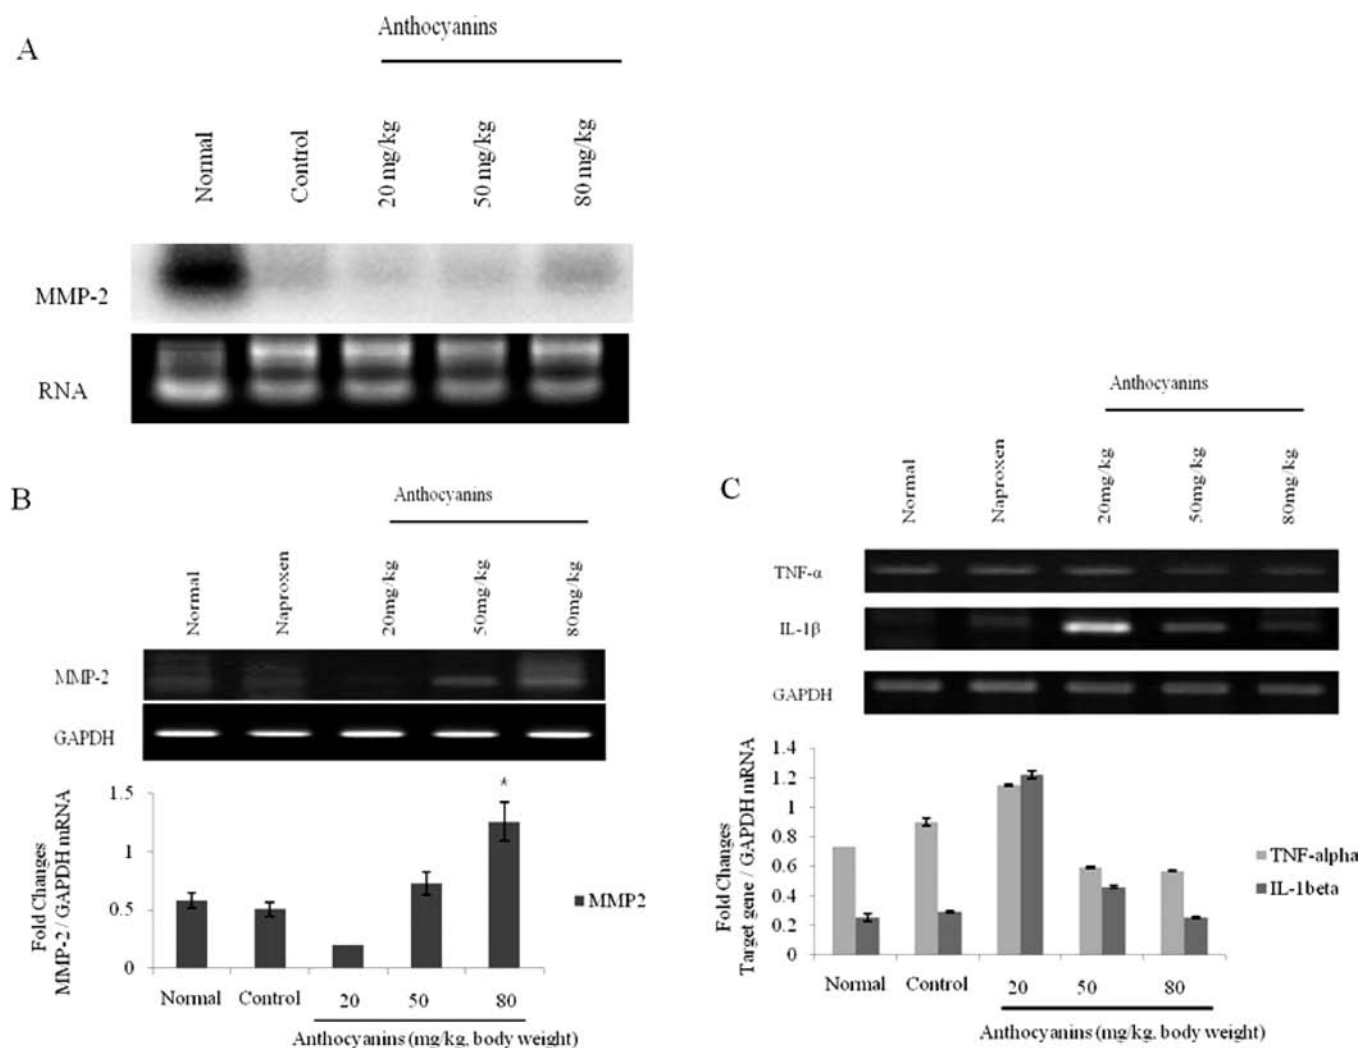 A
Anthocyanins
Normal
Control
20 mg/kg
50 mg/kg
80 mg/kg
MMP-2
RNA
B
Anthocyanins
Normal
Naproxen
20mg/kg
50mg/kg
80mg/kg
MMP-2
GAPDH
Fold Changes
MMP-2 / GAPDH mRNA
1.5
1
0.5
0
*
MMP2
Normal
Control
20
50
80
Anthocyanins (mg/kg, body weight)
C
Anthocyanins
Normal
Naproxen
20mg/kg
50mg/kg
80mg/kg
TNF-α
IL-1β
GAPDH
Fold Changes
Target gene / GAPDH mRNA
1.4
1.2
1
0.8
0.6
0.4
0.2
0
TNF-alpha
IL-1beta
Normal
Control
20
50
80
Anthocyanins (mg/kg, body weight)